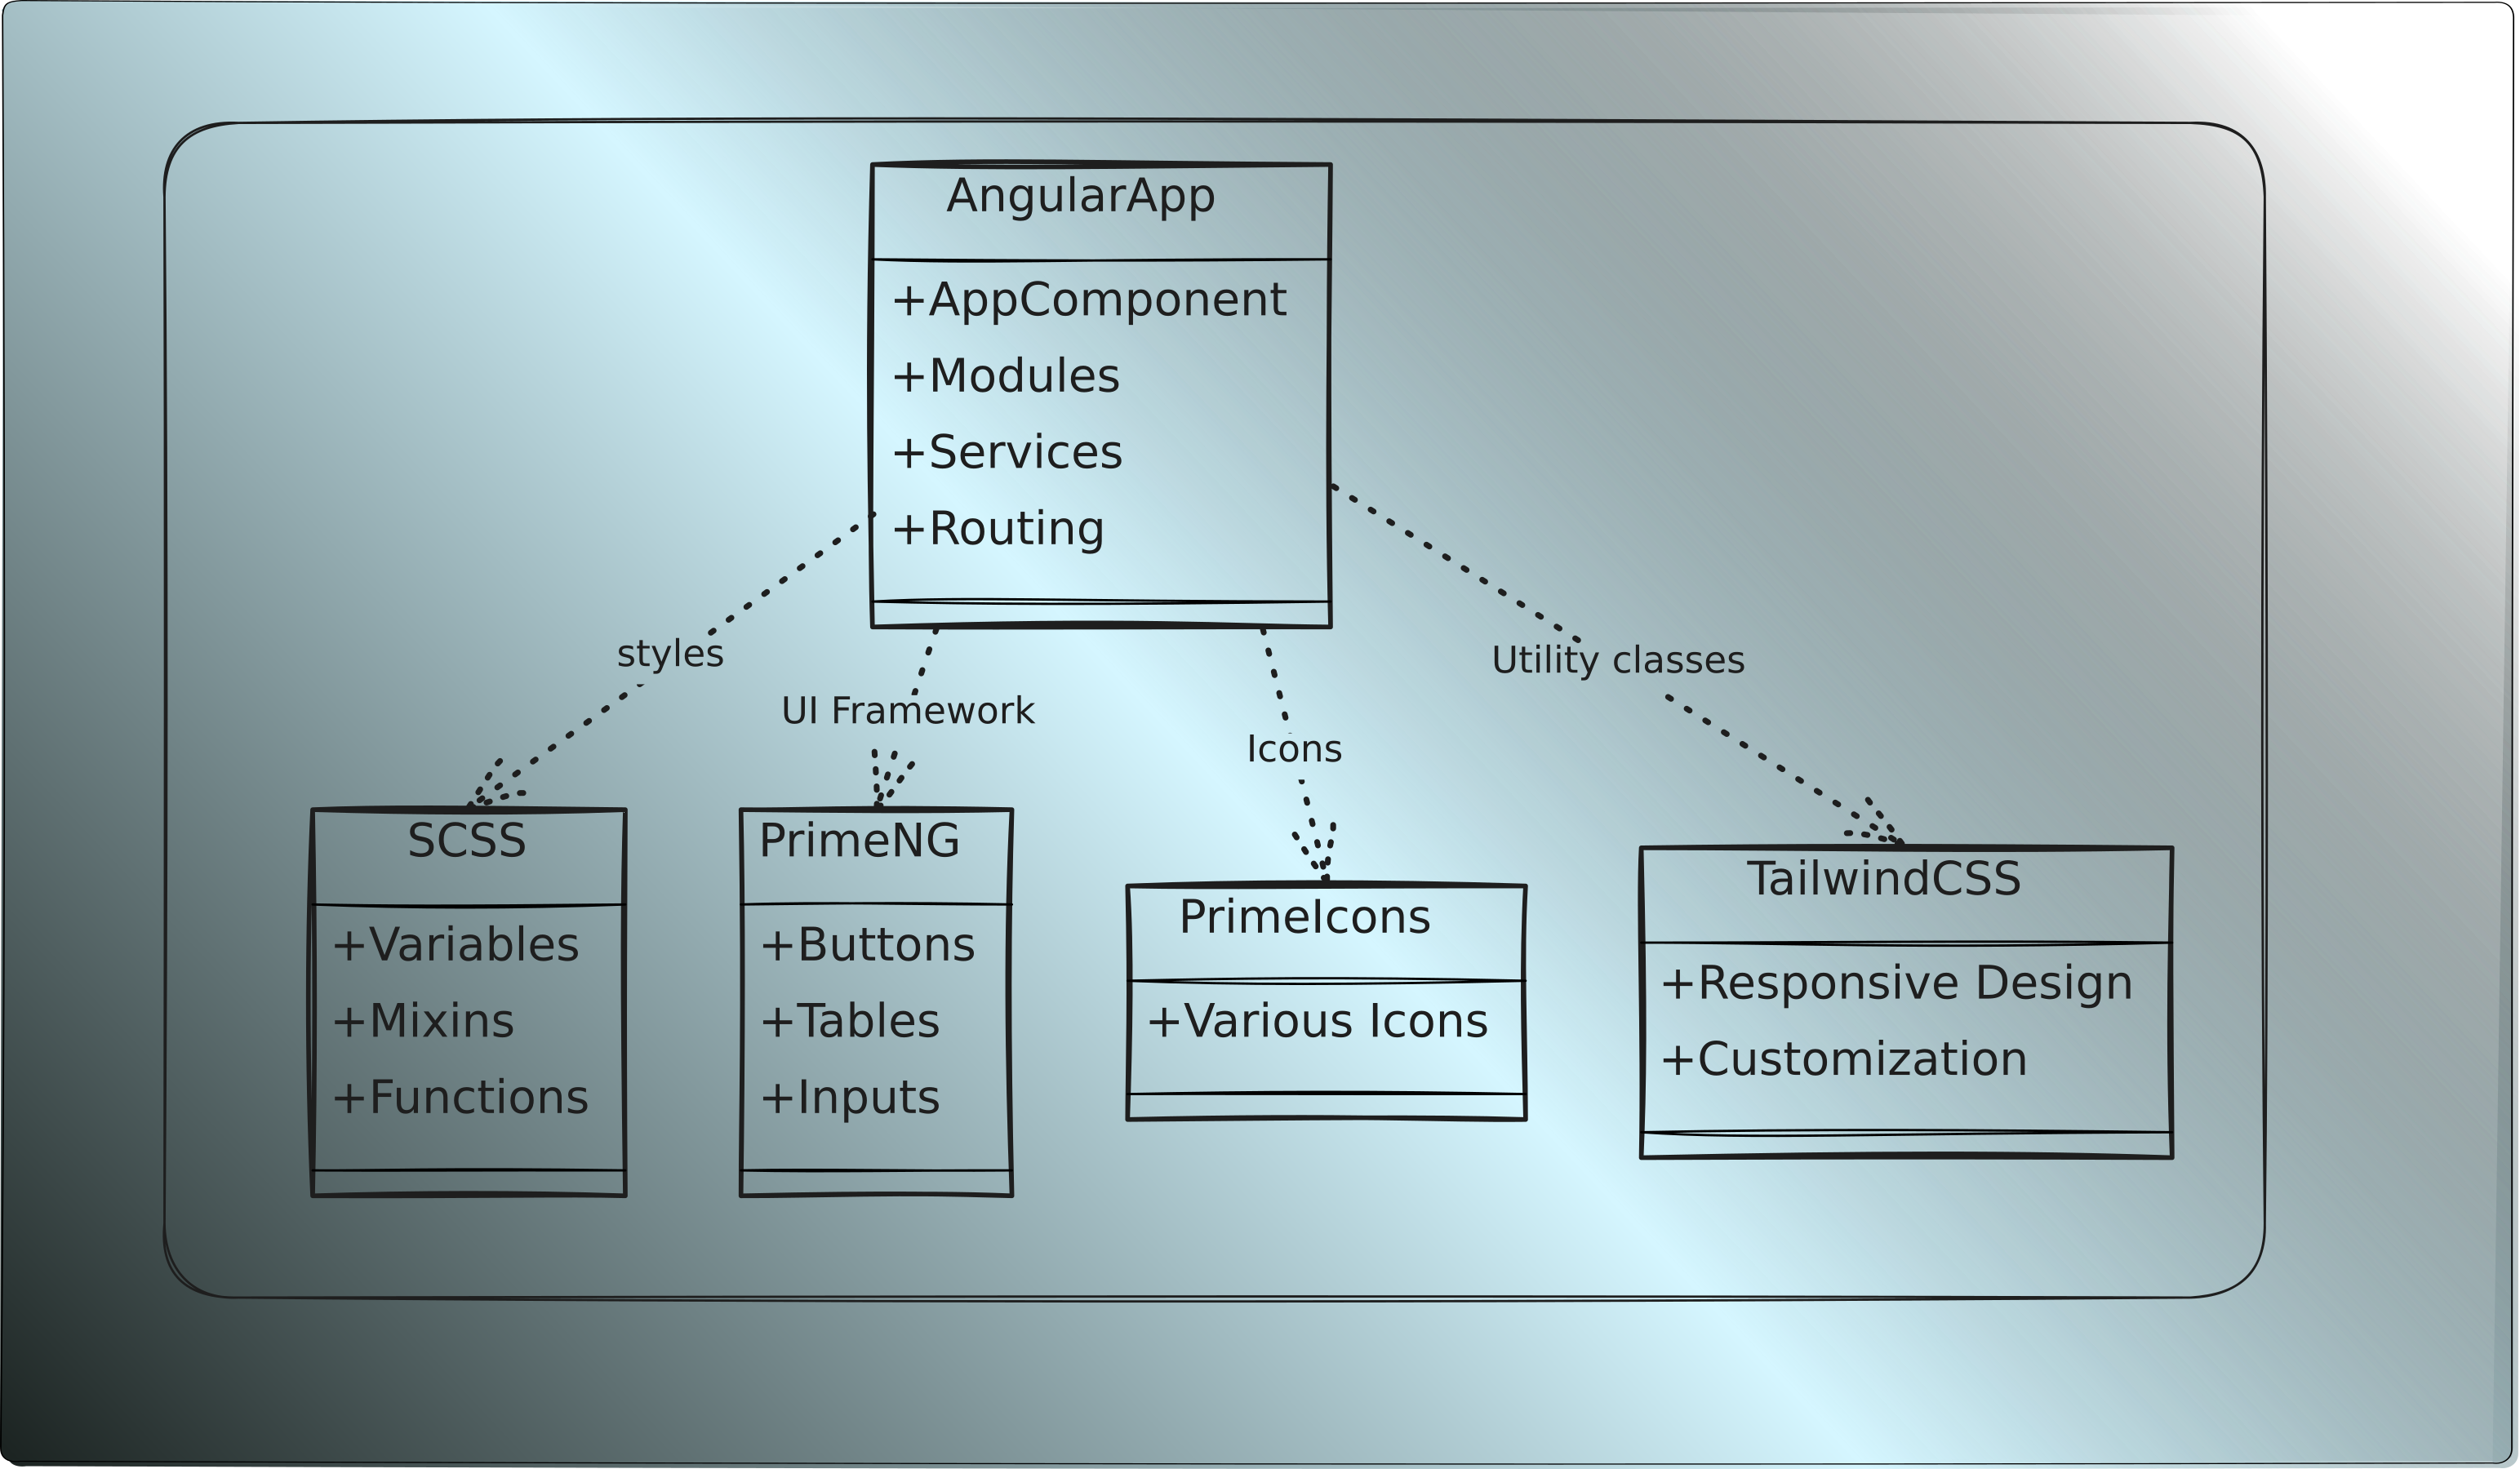 AngularApp
+AppComponent
+Modules
+Services
+Routing
styles
UI Framework
Icons
Utility classes
SCSS
+Variables
+Mixins
+Functions
PrimeNG
+Buttons
+Tables
+Inputs
PrimeIcons
+Various Icons
TailwindCSS
+Responsive Design
+Customization